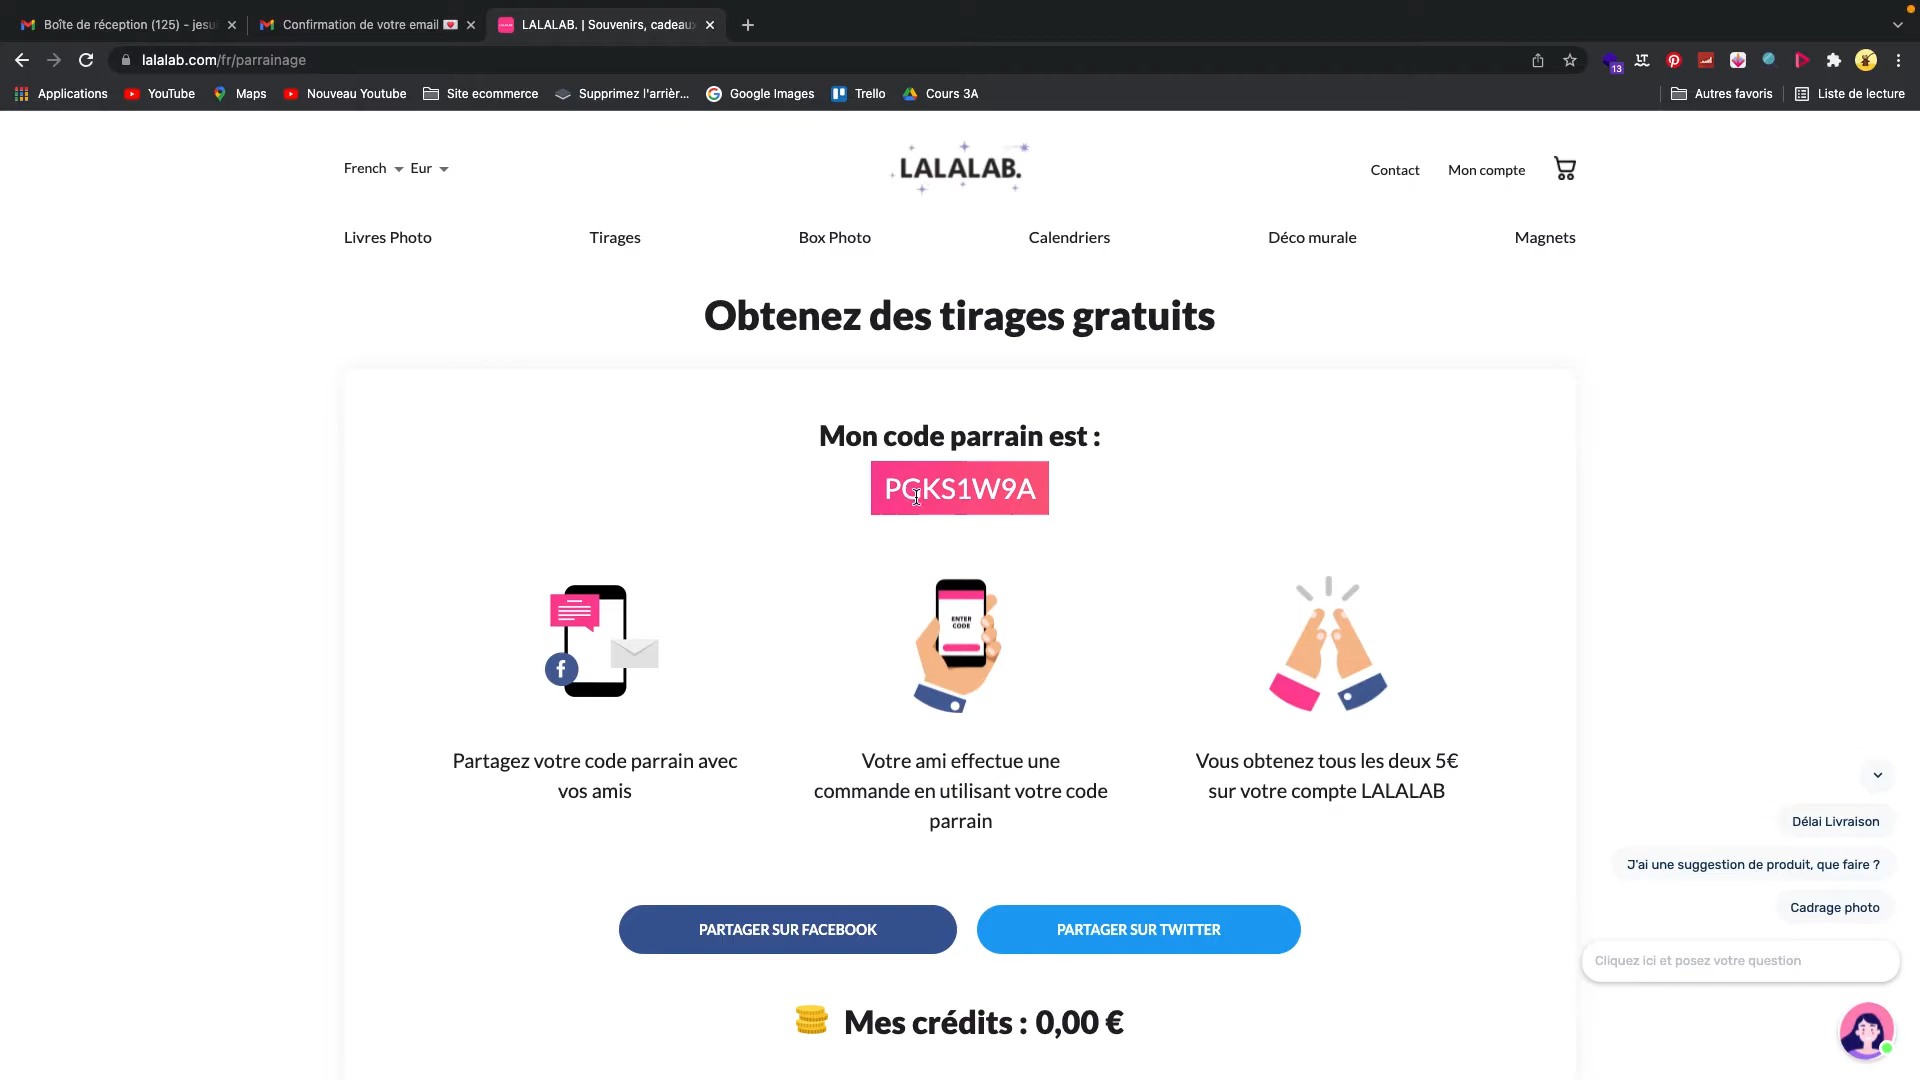 Boîte de réception (125) - jesui
Confirmation de votre email 💌
LALALAB. | Souvenirs, cadeaux
lalalab.com/fr/parrainage
13
Applications
YouTube
Maps
Nouveau Youtube
Site ecommerce
Supprimez l'arrièr...
Google Images
Trello
Cours 3A
Autres favoris
Liste de lecture
French
Eur
LALALAB.
Contact
Mon compte
Livres Photo
Tirages
Box Photo
Calendriers
Déco murale
Magnets
Obtenez des tirages gratuits
Mon code parrain est :
PCKS1W9A
ENTER
CODE
Partagez votre code parrain avec
vos amis
Votre ami effectue une
commande en utilisant votre code
parrain
Vous obtenez tous les deux 5€
sur votre compte LALALAB
PARTAGER SUR FACEBOOK
PARTAGER SUR TWITTER
Mes crédits : 0,00 €
Délai Livraison
J'ai une suggestion de produit, que faire ?
Cadrage photo
Cliquez ici et posez votre question